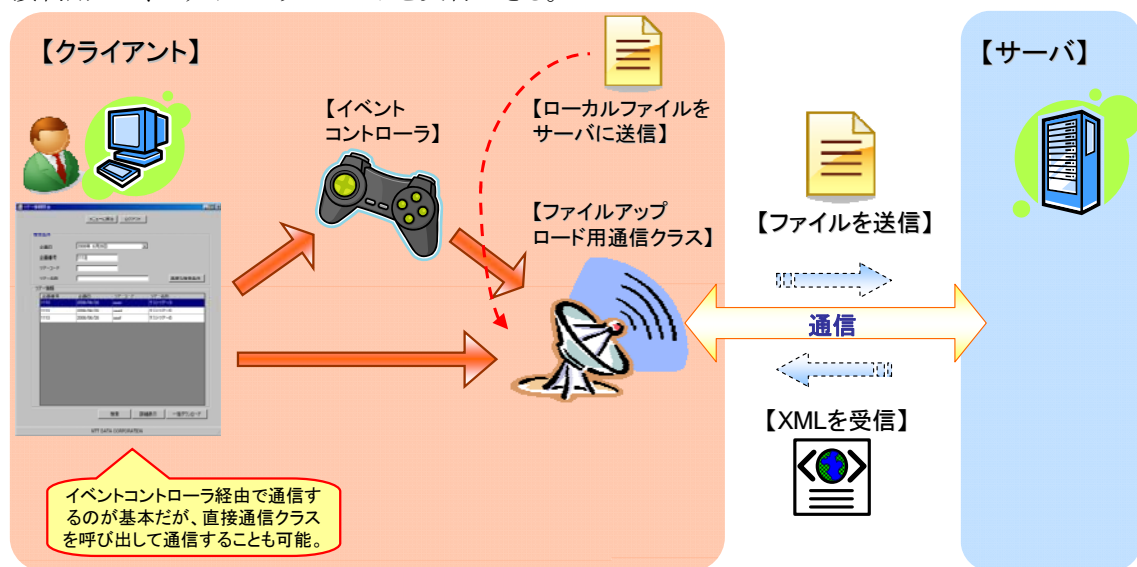 【クライアント】
【サーバ】
【イベント
コントローラ】
【ローカルファイルを
サーバに送信】
【ファイルアップ
ロード用通信クラス】
【ファイルを送信】
通信
【XMLを受信】
NTT DATA CORPORATION
イベントコントローラ経由で通信す
るのが基本だが、直接通信クラス
を呼び出して通信することも可能。